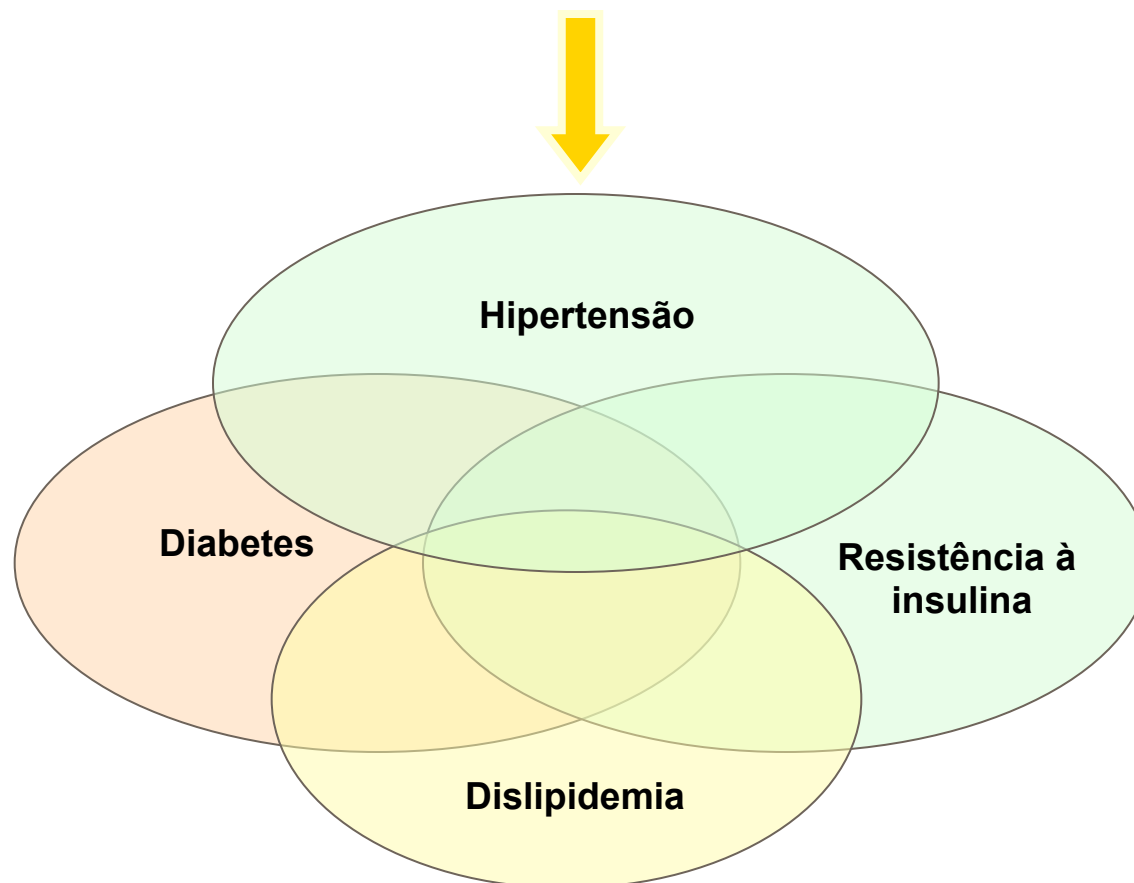 Hipertensão
Diabetes
Resistência à
insulina
Dislipidemia